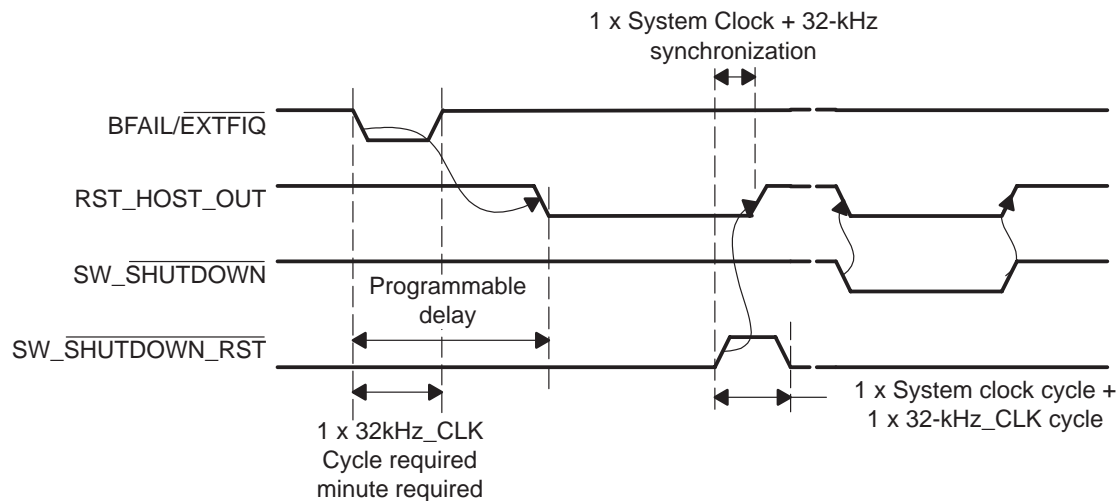 1 x System Clock + 32-kHz
synchronization
BFAIL/EXTFIQ
RST_HOST_OUT
SW_SHUTDOWN
Programmable
delay
SW_SHUTDOWN_RST
1 x System clock cycle +
1 x 32-kHz_CLK cycle
1 x 32kHz_CLK
Cycle required
minute required